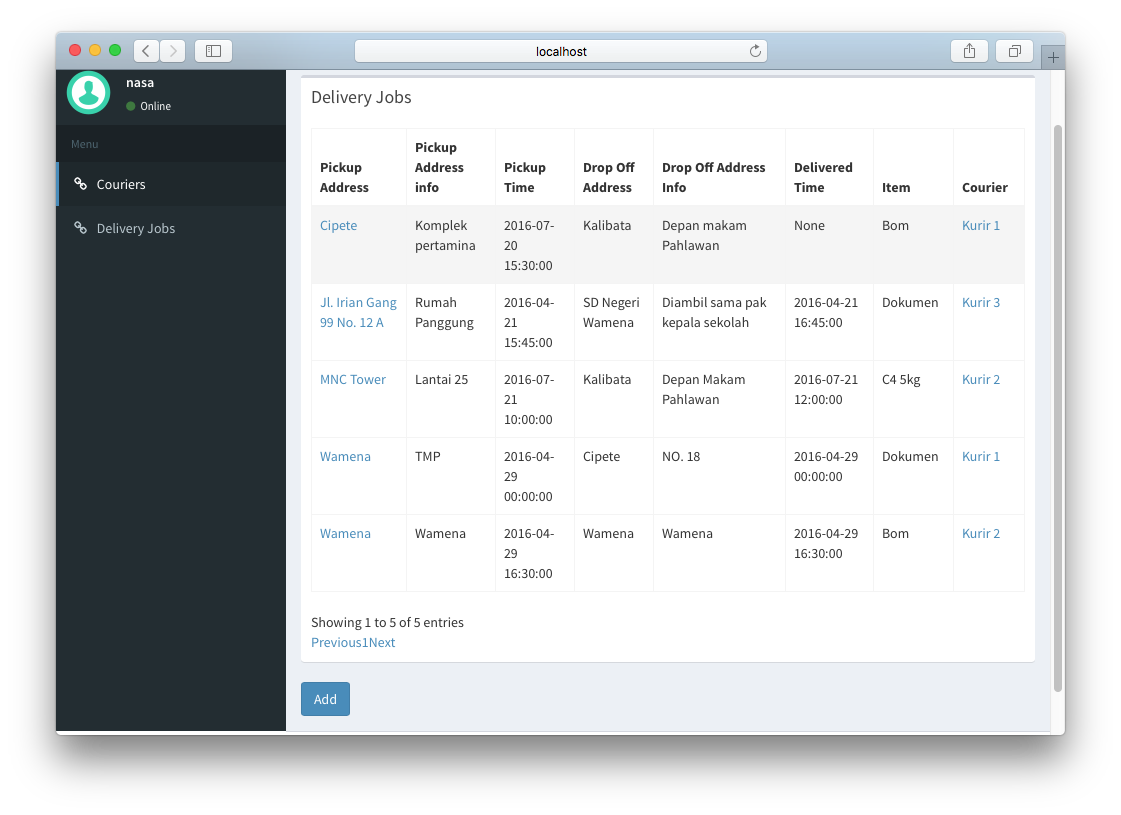 localhost
nasa
Online
Menu
Couriers
Delivery Jobs
Delivery Jobs
Pickup Address
Pickup Address info
Pickup Time
Drop Off Address
Drop Off Address Info
Delivered Time
Item
Courier
Cipete
Komplek pertamina
2016-07-20 15:30:00
Kalibata
Depan makam Pahlawan
None
Bom
Kurir 1
Jl. Irian Gang 99 No. 12 A
Rumah Panggung
2016-04-21 15:45:00
SD Negeri Wamena
Diambil sama pak kepala sekolah
2016-04-21 16:45:00
Dokumen
Kurir 3
MNC Tower
Lantai 25
2016-07-21 10:00:00
Kalibata
Depan Makam Pahlawan
2016-07-21 12:00:00
C4 5kg
Kurir 2
Wamena
TMP
2016-04-29 00:00:00
Cipete
NO. 18
2016-04-29 00:00:00
Dokumen
Kurir 1
Wamena
Wamena
2016-04-29 16:30:00
Wamena
Wamena
2016-04-29 16:30:00
Bom
Kurir 2
Showing 1 to 5 of 5 entries
Previous1Next
Add